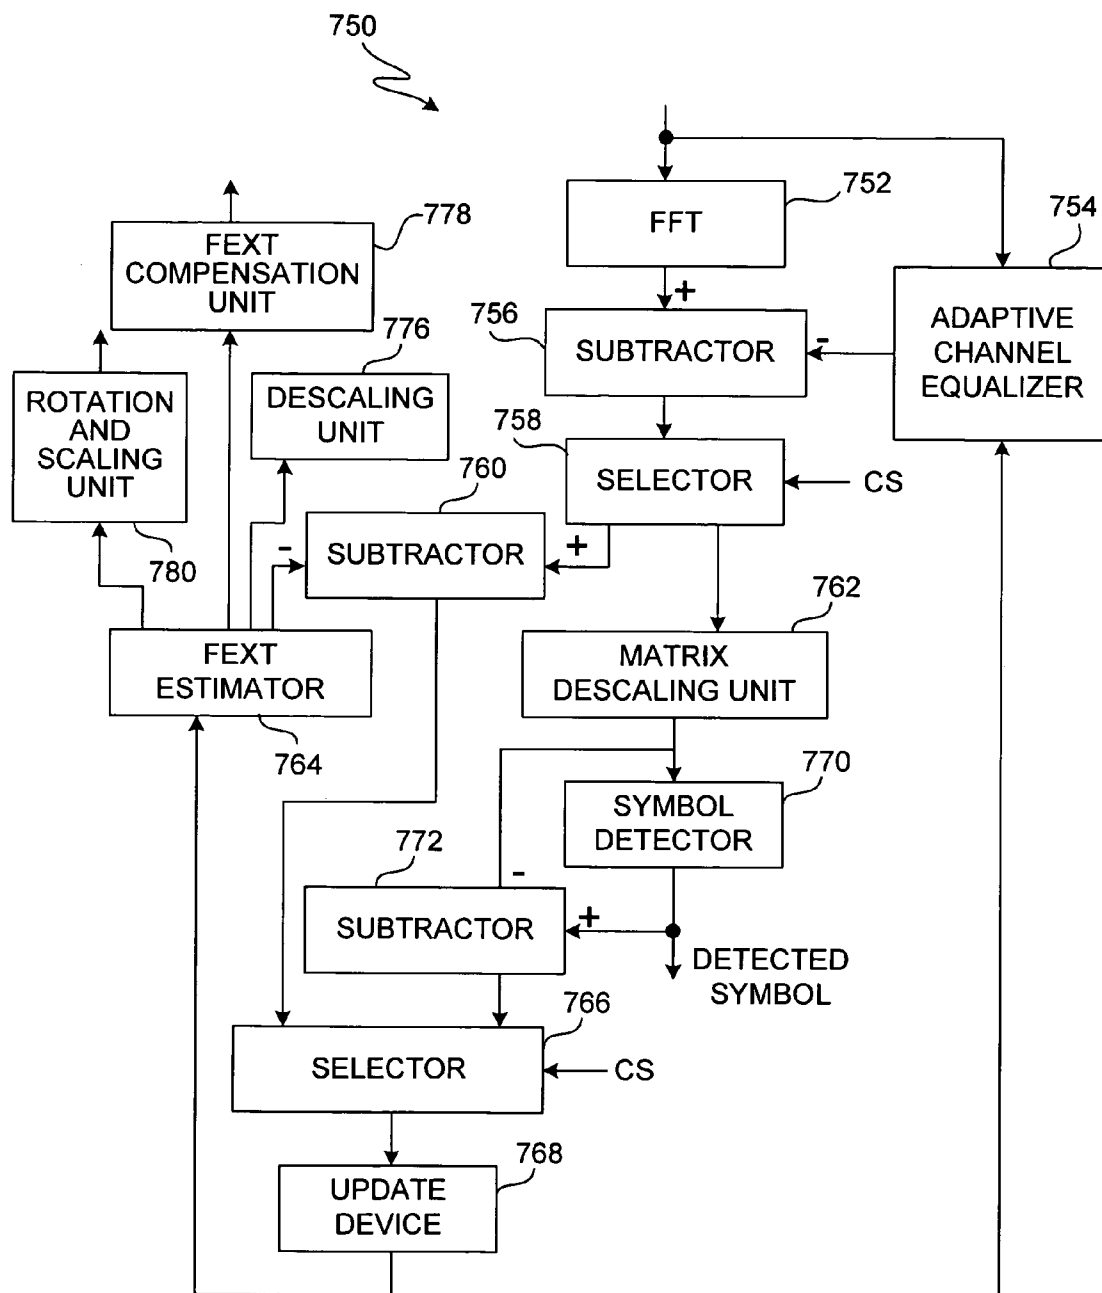 750
752
FFT
754
ADAPTIVE
CHANNEL
EQUALIZER
778
FEXT
COMPENSATION
UNIT
+
756
SUBTRACTOR
-
776
DESCALING
UNIT
ROTATION
AND
SCALING
UNIT
758
SELECTOR
CS
760
SUBTRACTOR
-
+
780
762
MATRIX
DESCALING UNIT
FEXT
ESTIMATOR
764
770
SYMBOL
DETECTOR
772
-
SUBTRACTOR
+
DETECTED
SYMBOL
766
SELECTOR
CS
768
UPDATE
DEVICE